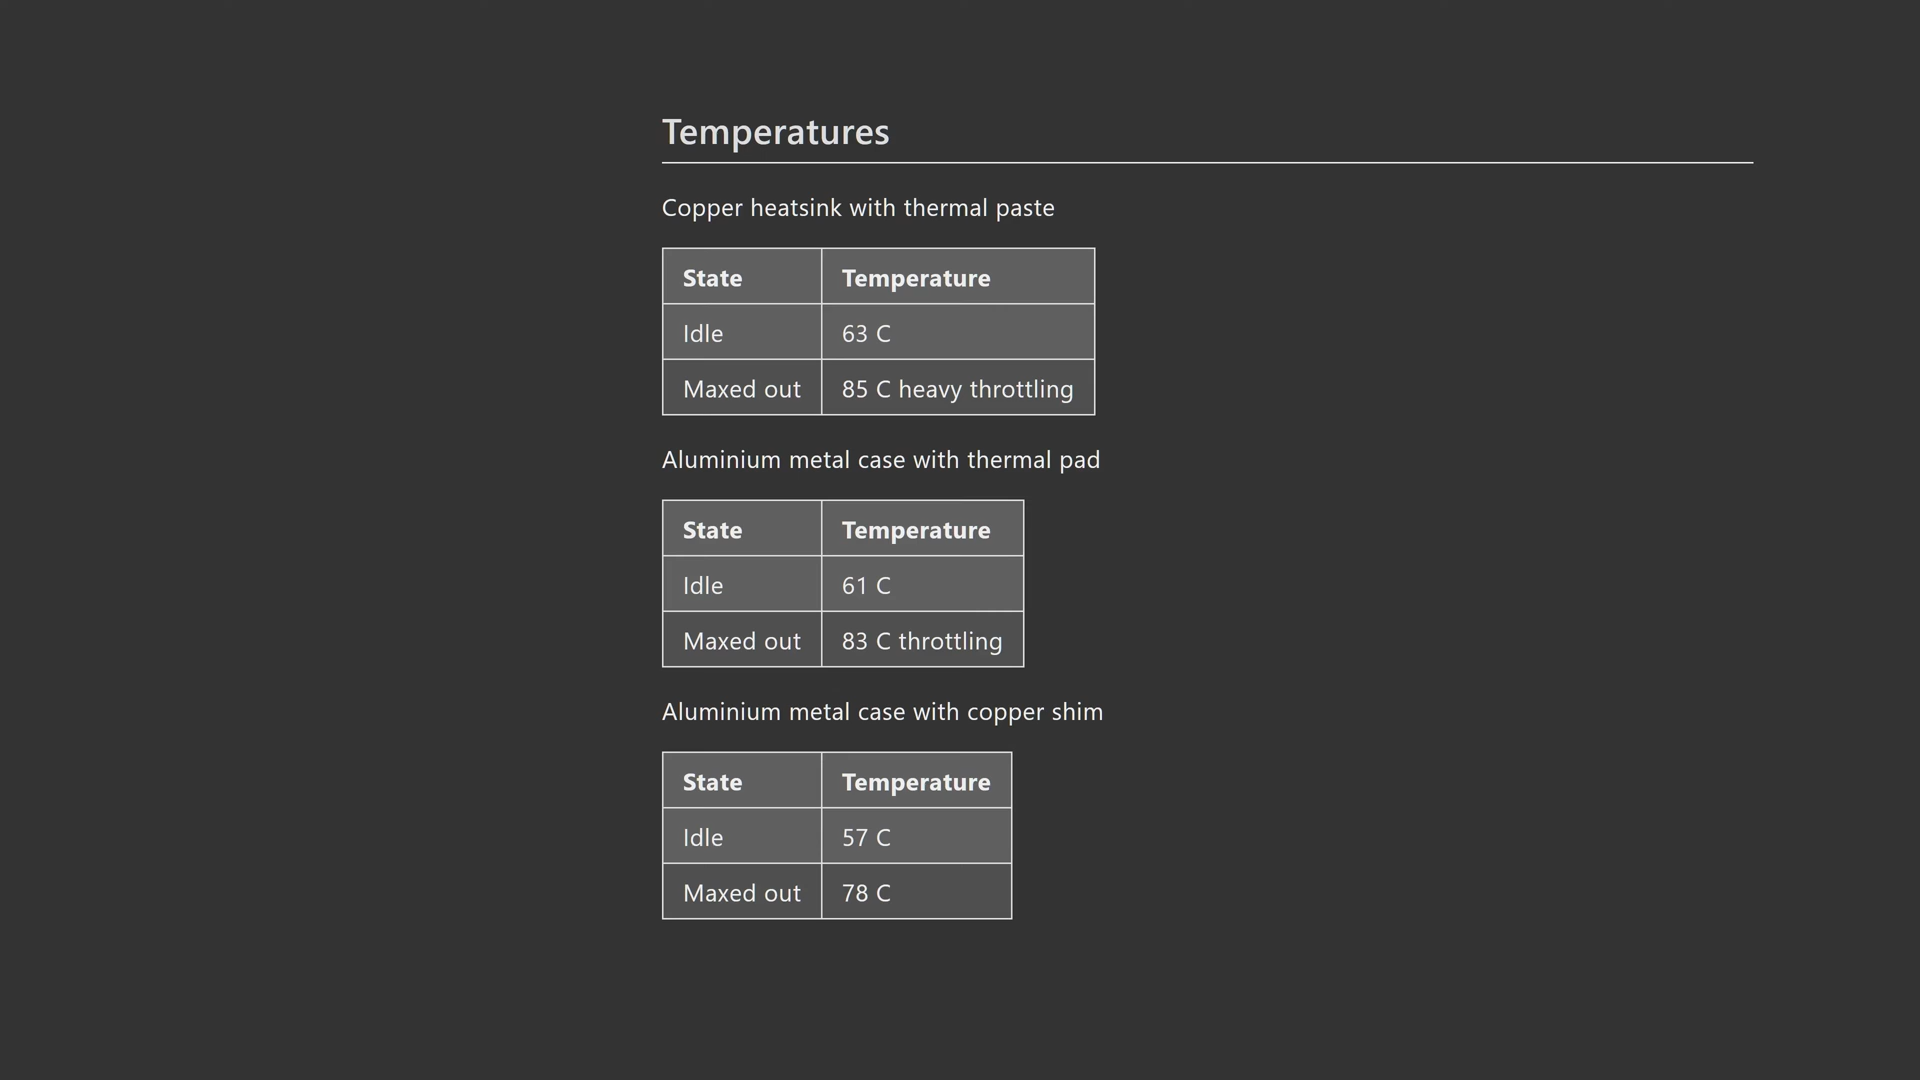 Temperatures
Copper heatsink with thermal paste
State Temperature
Idle 63 C
Maxed out 85 C heavy throttling
Aluminium metal case with thermal pad
State Temperature
Idle 61 C
Maxed out 83 C throttling
Aluminium metal case with copper shim
State Temperature
Idle 57 C
Maxed out 78 C